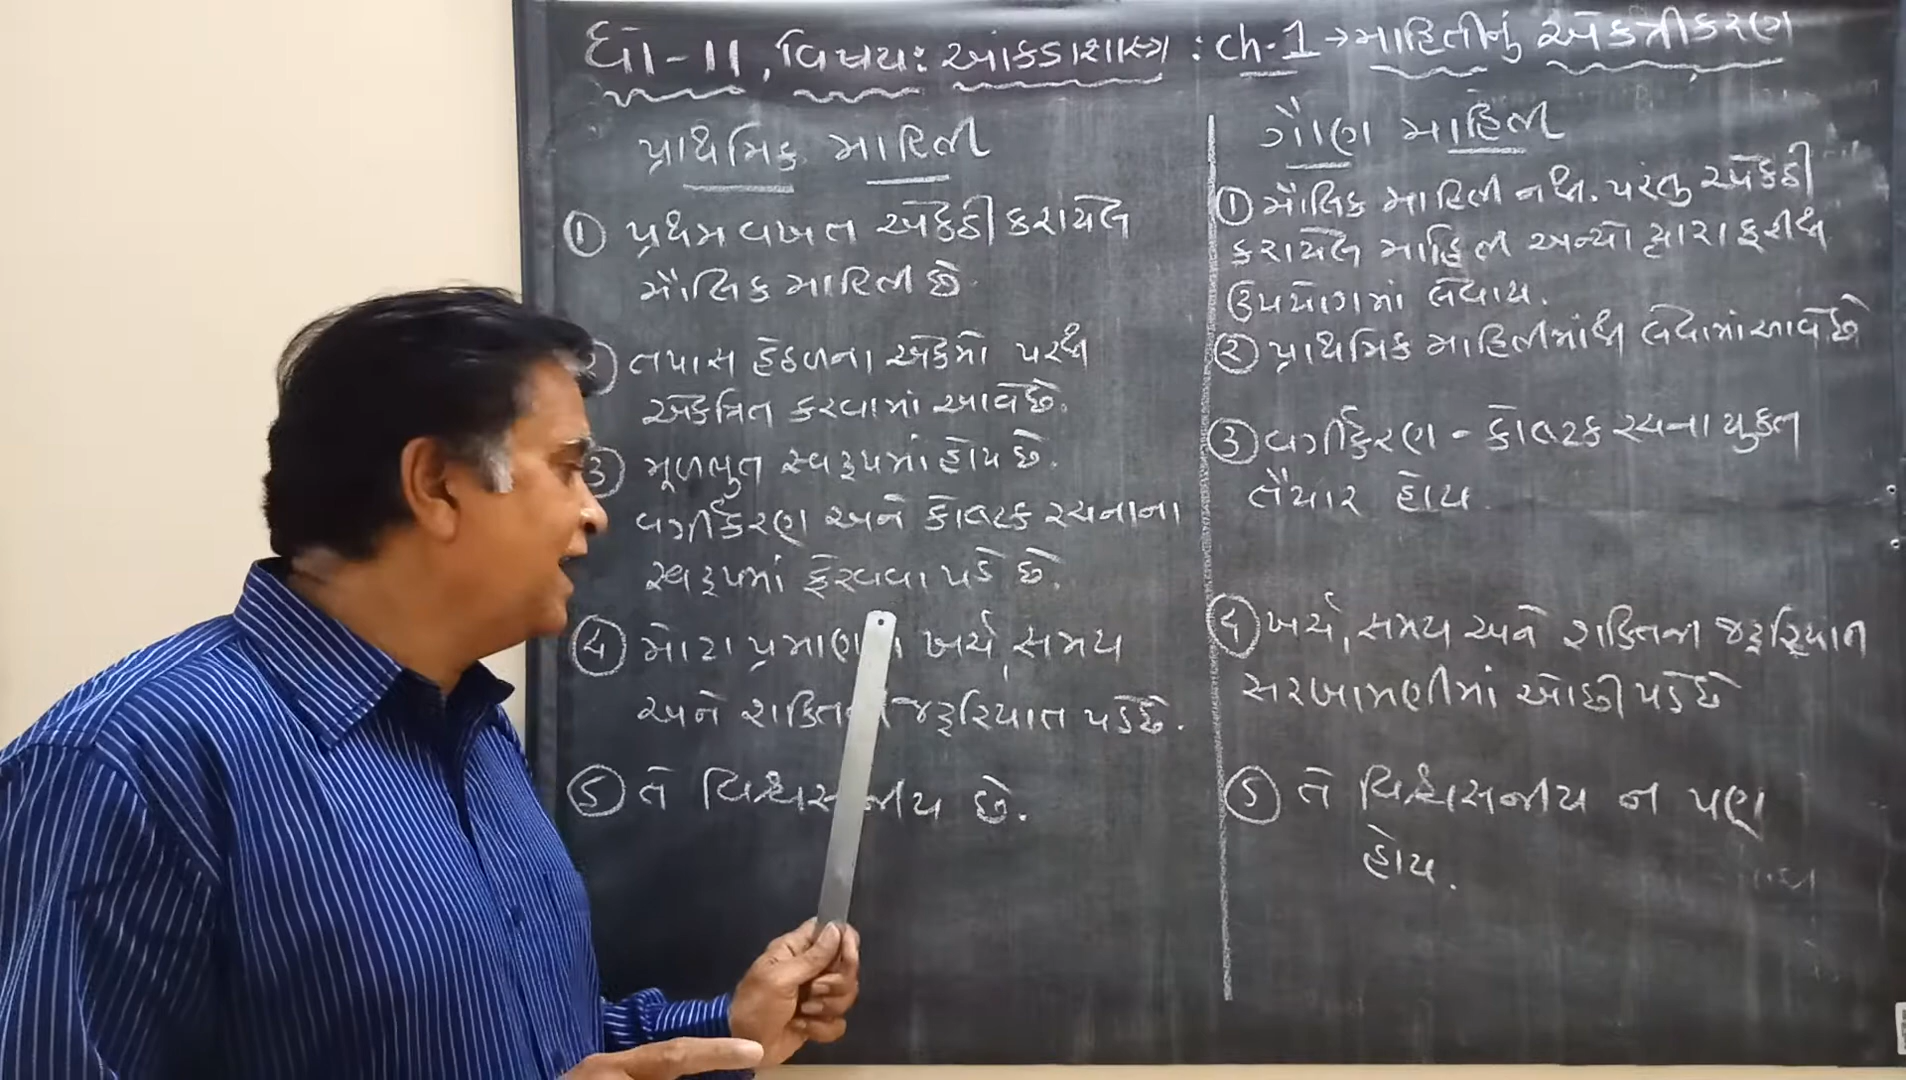 ધો-11, વિષય: આંકડાશાસ્ત્ર : ch.1 → માહિતીનું એકત્રીકરણ
પ્રાથમિક માહિતી
① પ્રથમ વખત એકઠી કરાયેલ
મૌલિક માહિતી છે
② તપાસ હેઠળના એકમો પરથી
એકત્રિત કરવામાં આવે છે.
③ મૂળભુત સ્વરૂપમાં હોય છે.
વર્ગીકરણ અને કોષ્ટક રચનાના
સ્વરૂપમાં ફેરવવા પડે છે.
④ મોટા પ્રમાણમાં ખર્ચ, સમય
અને શક્તિની જરૂરિયાત પડે છે.
⑤ તે વિશ્વસનીય છે.
ગૌણ માહિતી
① મૌલિક માહિતી નથી. પરંતુ એકઠી
કરાયેલ માહિતી અન્યો દ્વારા ફરીથી
ઉપયોગમાં લેવાય.
② પ્રાથમિક માહિતીમાંથી લેવામાં આવે છે
③ વર્ગીકરણ - કોષ્ટક રચના યુક્ત
તૈયાર હોય
④ ખર્ચ, સમય અને શક્તિની જરૂરિયાત
સરખામણીમાં ઓછી પડે છે
⑤ તે વિશ્વસનીય ન પણ
હોય.